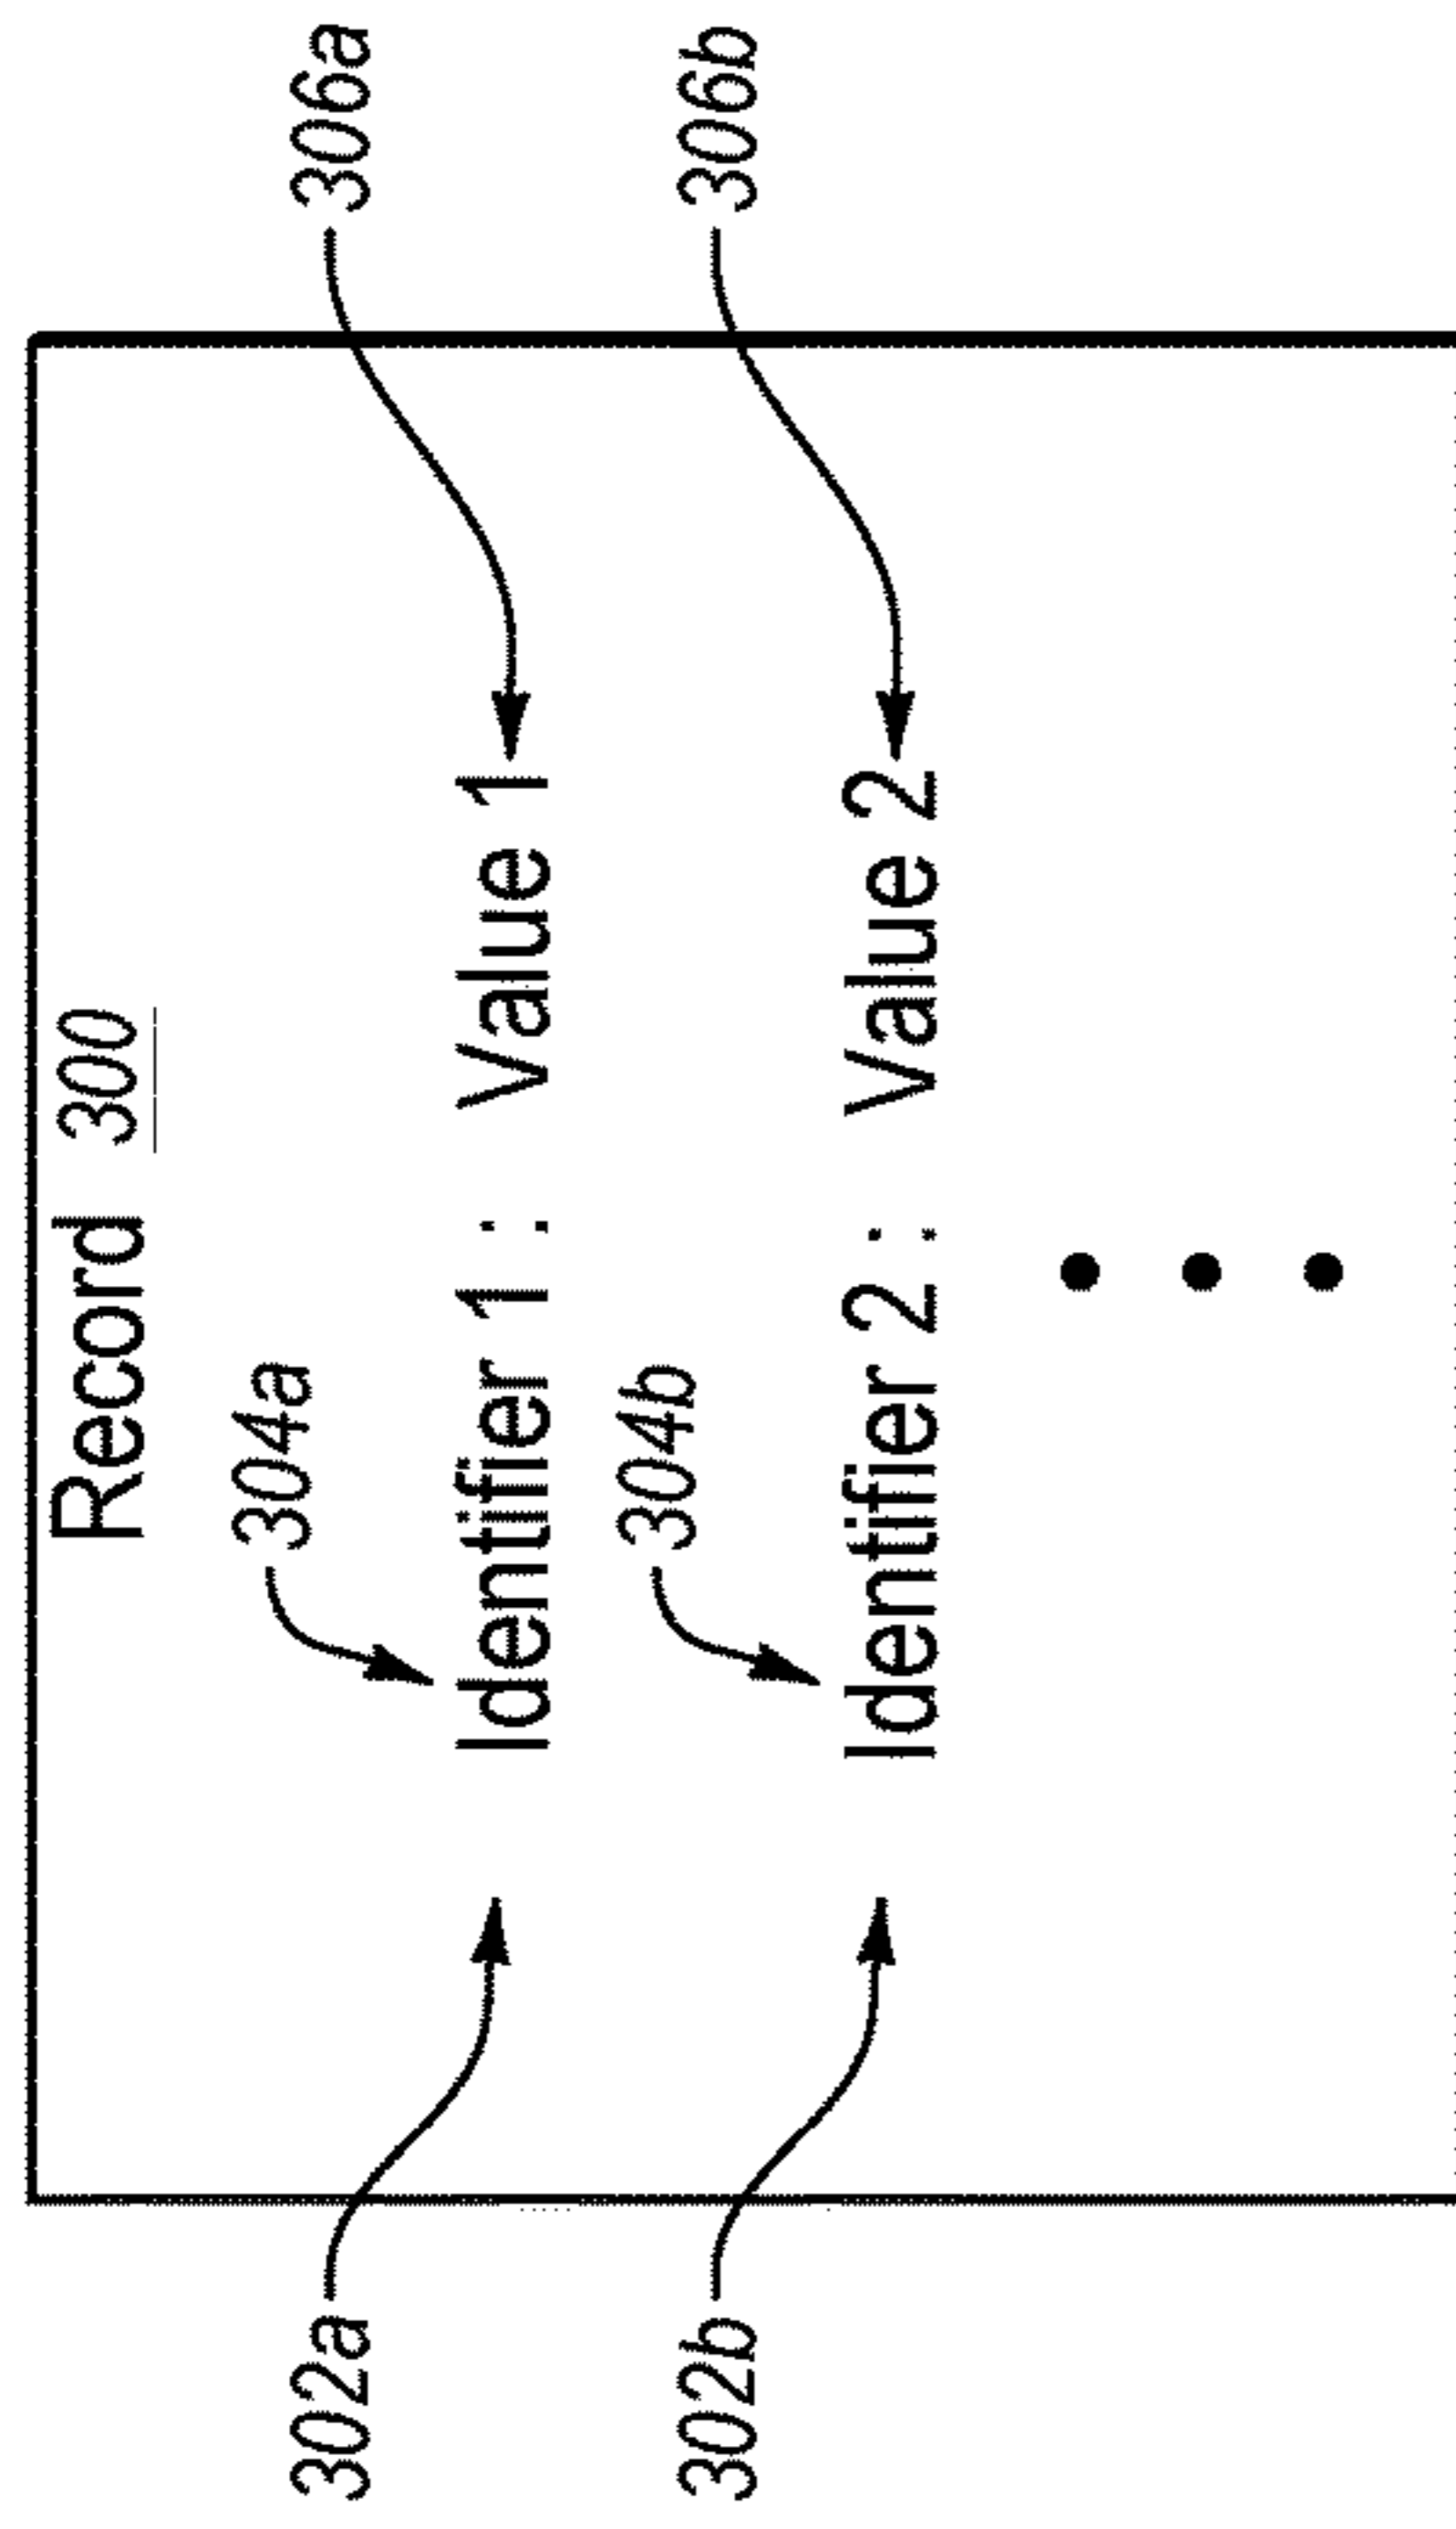 Record 300
304a
306a
302a
Identifier 1 : Value 1
304b
306b
302b
Identifier 2 : Value 2